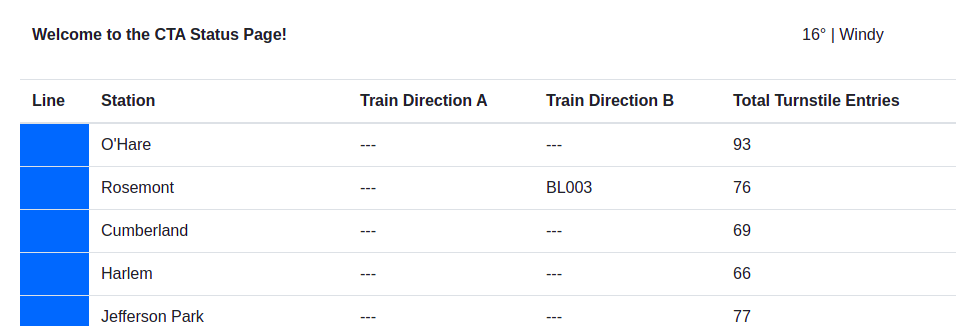 Welcome to the CTA Status Page! 16° | Windy
Line Station Train Direction A Train Direction B Total Turnstile Entries
O'Hare --- --- 93
Rosemont --- BL003 76
Cumberland --- --- 69
Harlem --- --- 66
Jefferson Park --- --- 77